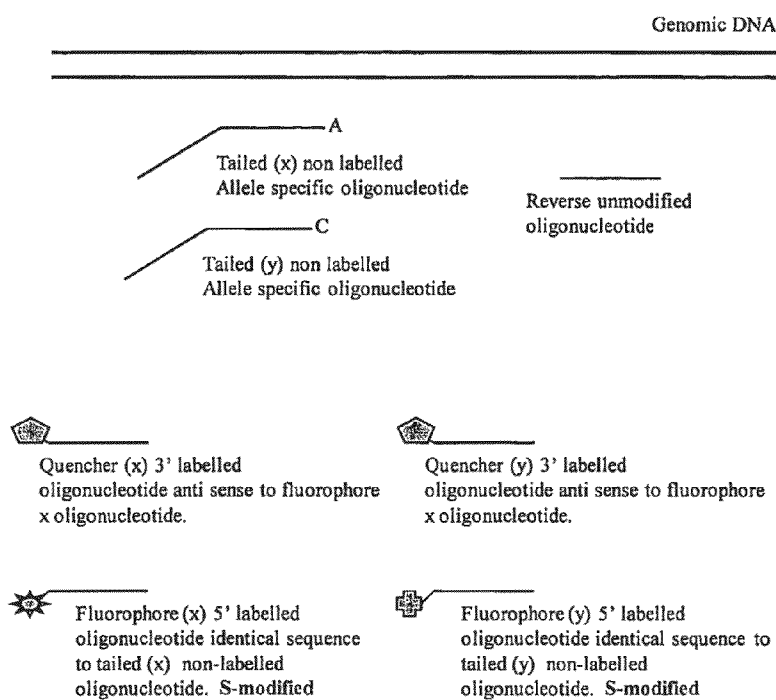 Genomic DNA
A
Tailed (x) non labelled
Allele specific oligonucleotide
Reverse unmodified
oligonucleotide
C
Tailed (y) non labelled
Allele specific oligonucleotide
Quencher (x) 3' labelled
oligonucleotide anti sense to fluorophore
x oligonucleotide.
Quencher (y) 3' labelled
oligonucleotide anti sense to fluorophore
x oligonucleotide.
Fluorophore (x) 5' labelled
oligonucleotide identical sequence
to tailed (x) non-labelled
oligonucleotide. S-modified
Fluorophore (y) 5' labelled
oligonucleotide identical sequence to
tailed (y) non-labelled
oligonucleotide. S-modified